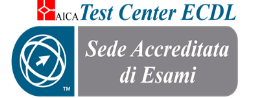 AICA Test Center ECDL
Sede Accreditata
di Esami
TM